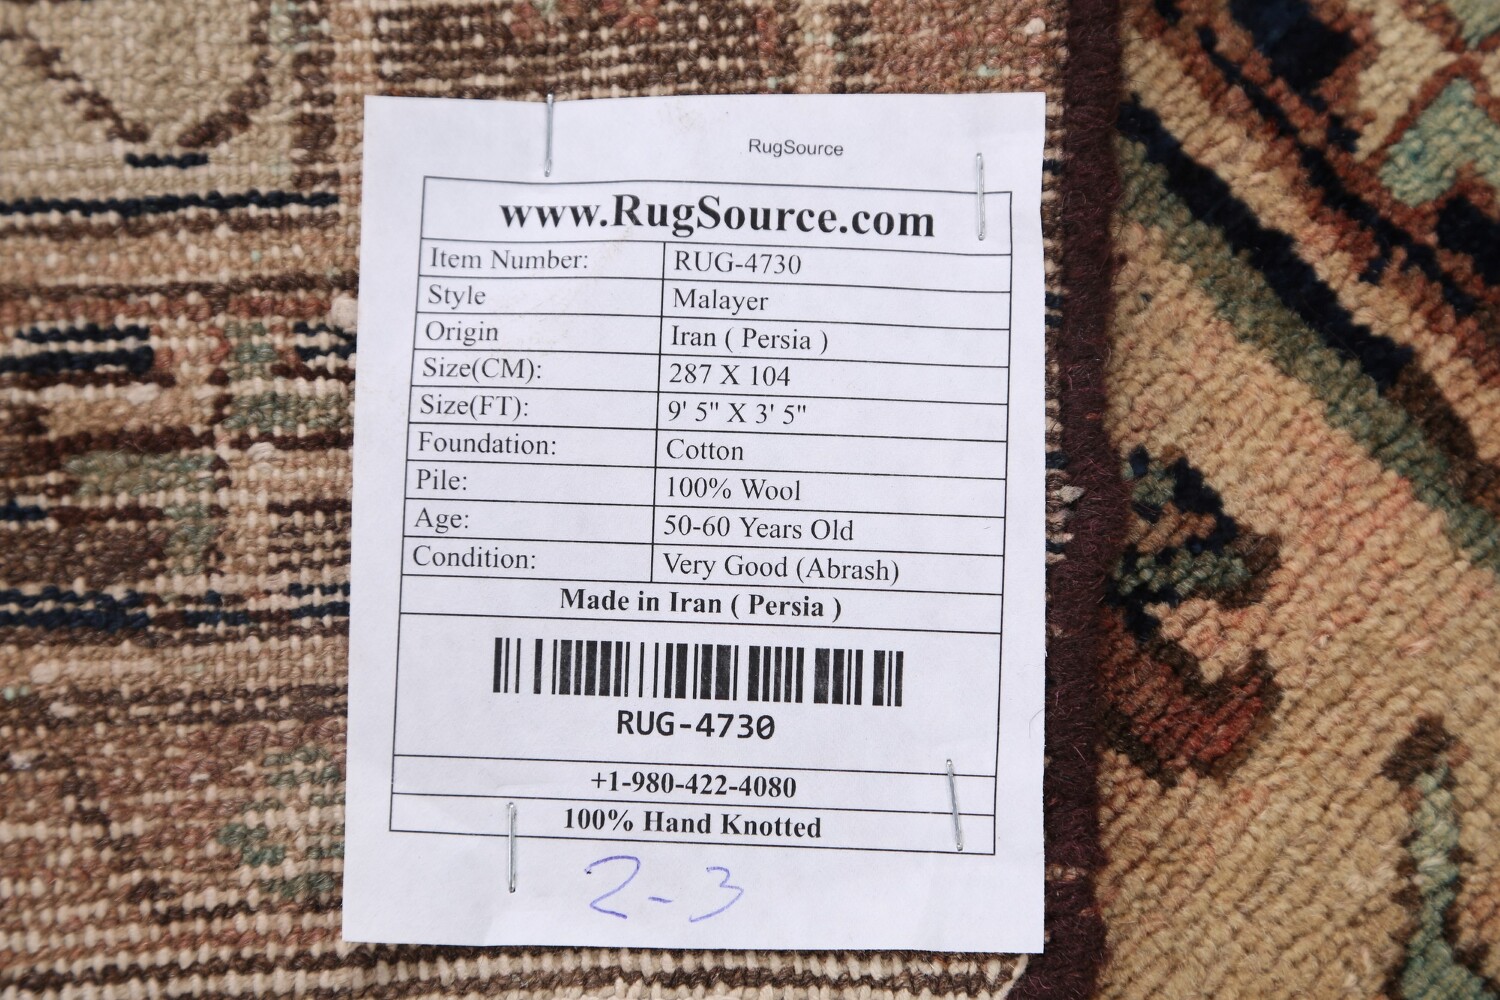 RugSource
www.RugSource.com
Item Number: RUG-4730
Style Malayer
Origin Iran ( Persia )
Size(CM): 287 X 104
Size(FT): 9' 5" X 3' 5"
Foundation: Cotton
Pile: 100% Wool
Age: 50-60 Years Old
Condition: Very Good (Abrash)
Made in Iran ( Persia )
RUG-4730
+1-980-422-4080
100% Hand Knotted
2-3